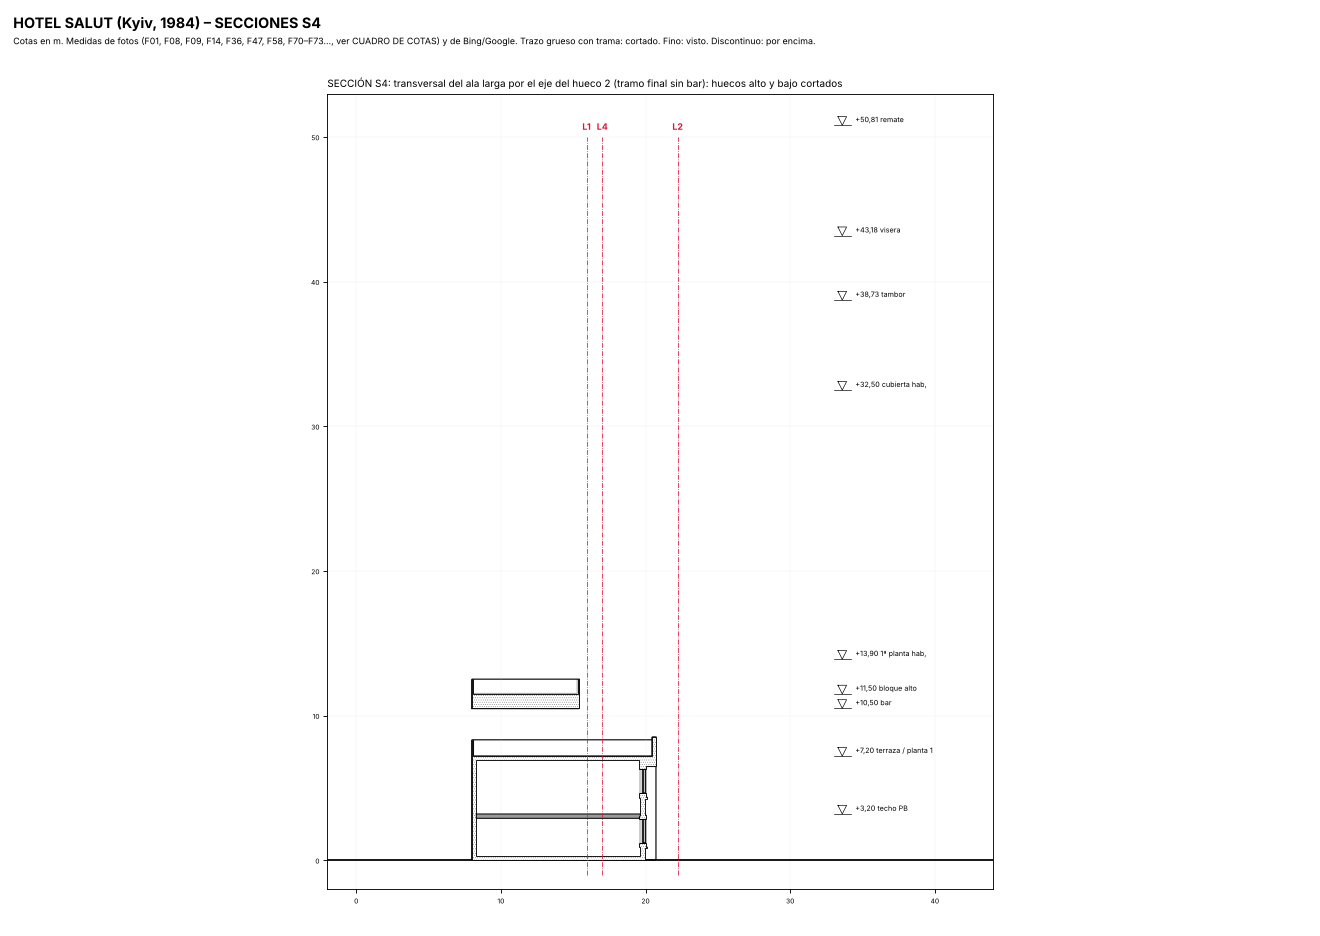 HOTEL SALUT (Kyiv, 1984) – SECCIONES S4
Cotas en m. Medidas de fotos (F01, F08, F09, F14, F36, F47, F58, F70–F73..., ver CUADRO DE COTAS) y de Bing/Google. Trazo grueso con trama: cortado. Fino: visto. Discontinuo: por encima.
SECCIÓN S4: transversal del ala larga por el eje del hueco 2 (tramo final sin bar): huecos alto y bajo cortados
L1 L4 L2
+50,81 remate
50
+43,18 visera
+38,73 tambor
40
+32,50 cubierta hab,
30
20
+13,90 1ª planta hab,
+11,50 bloque alto
+10,50 bar
10
+7,20 terraza / planta 1
+3,20 techo PB
0
0 10 20 30 40